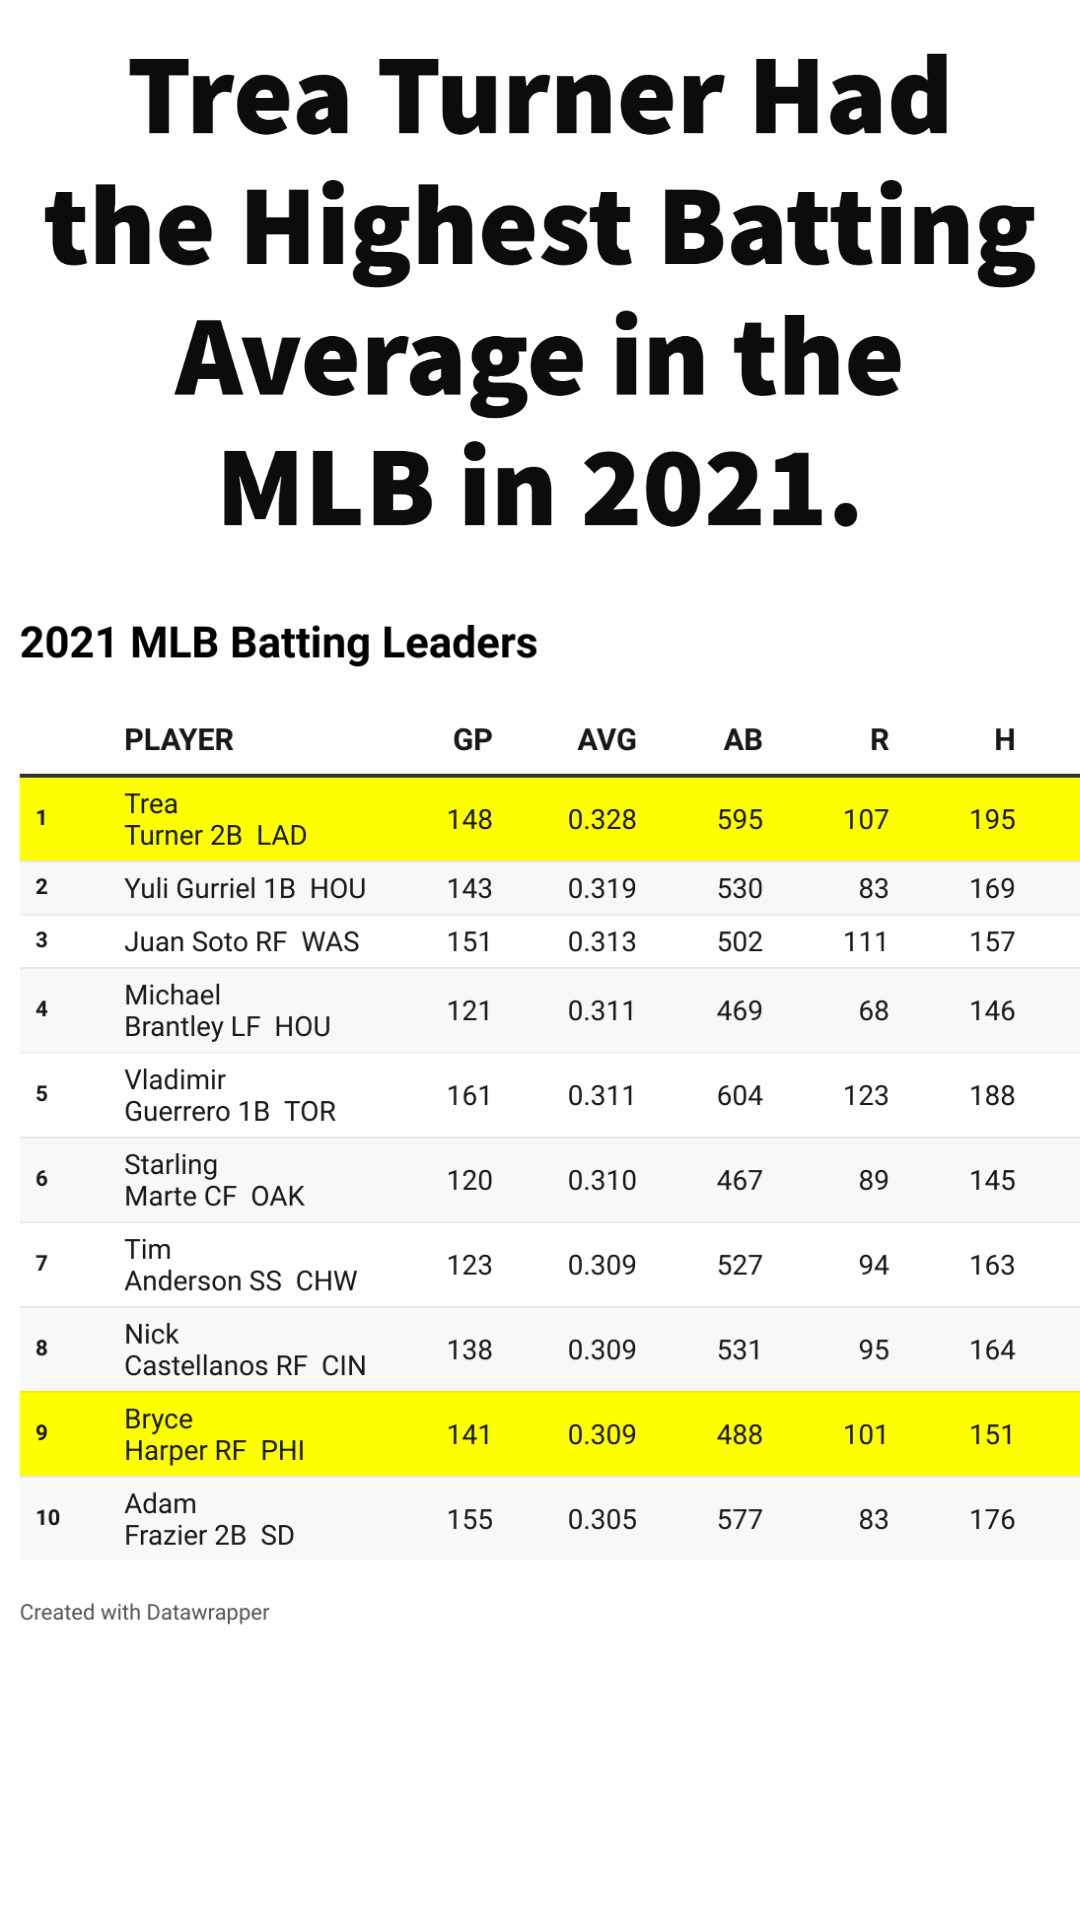 Trea Turner Had
the Highest Batting
Average in the
MLB in 2021.
2021 MLB Batting Leaders
PLAYER GP AVG AB R H
1 Trea
Turner 2B LAD 148 0.328 595 107 195
2 Yuli Gurriel 1B HOU 143 0.319 530 83 169
3 Juan Soto RF WAS 151 0.313 502 111 157
4 Michael
Brantley LF HOU 121 0.311 469 68 146
5 Vladimir
Guerrero 1B TOR 161 0.311 604 123 188
6 Starling
Marte CF OAK 120 0.310 467 89 145
7 Tim
Anderson SS CHW 123 0.309 527 94 163
8 Nick
Castellanos RF CIN 138 0.309 531 95 164
9 Bryce
Harper RF PHI 141 0.309 488 101 151
10 Adam
Frazier 2B SD 155 0.305 577 83 176
Created with Datawrapper